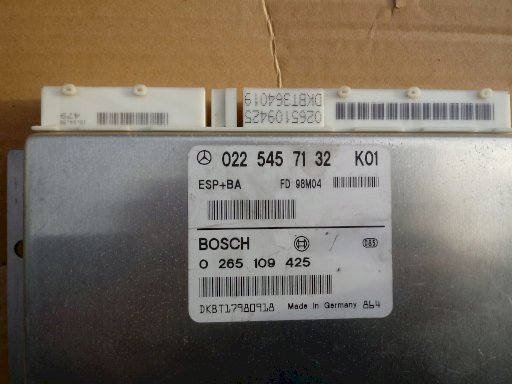 0265109425
DKBT364019
022 545 71 32 K01
ESP+BA FD 98M04
BOSCH
0 265 109 425
DKBT17980918 Made in Germany 864